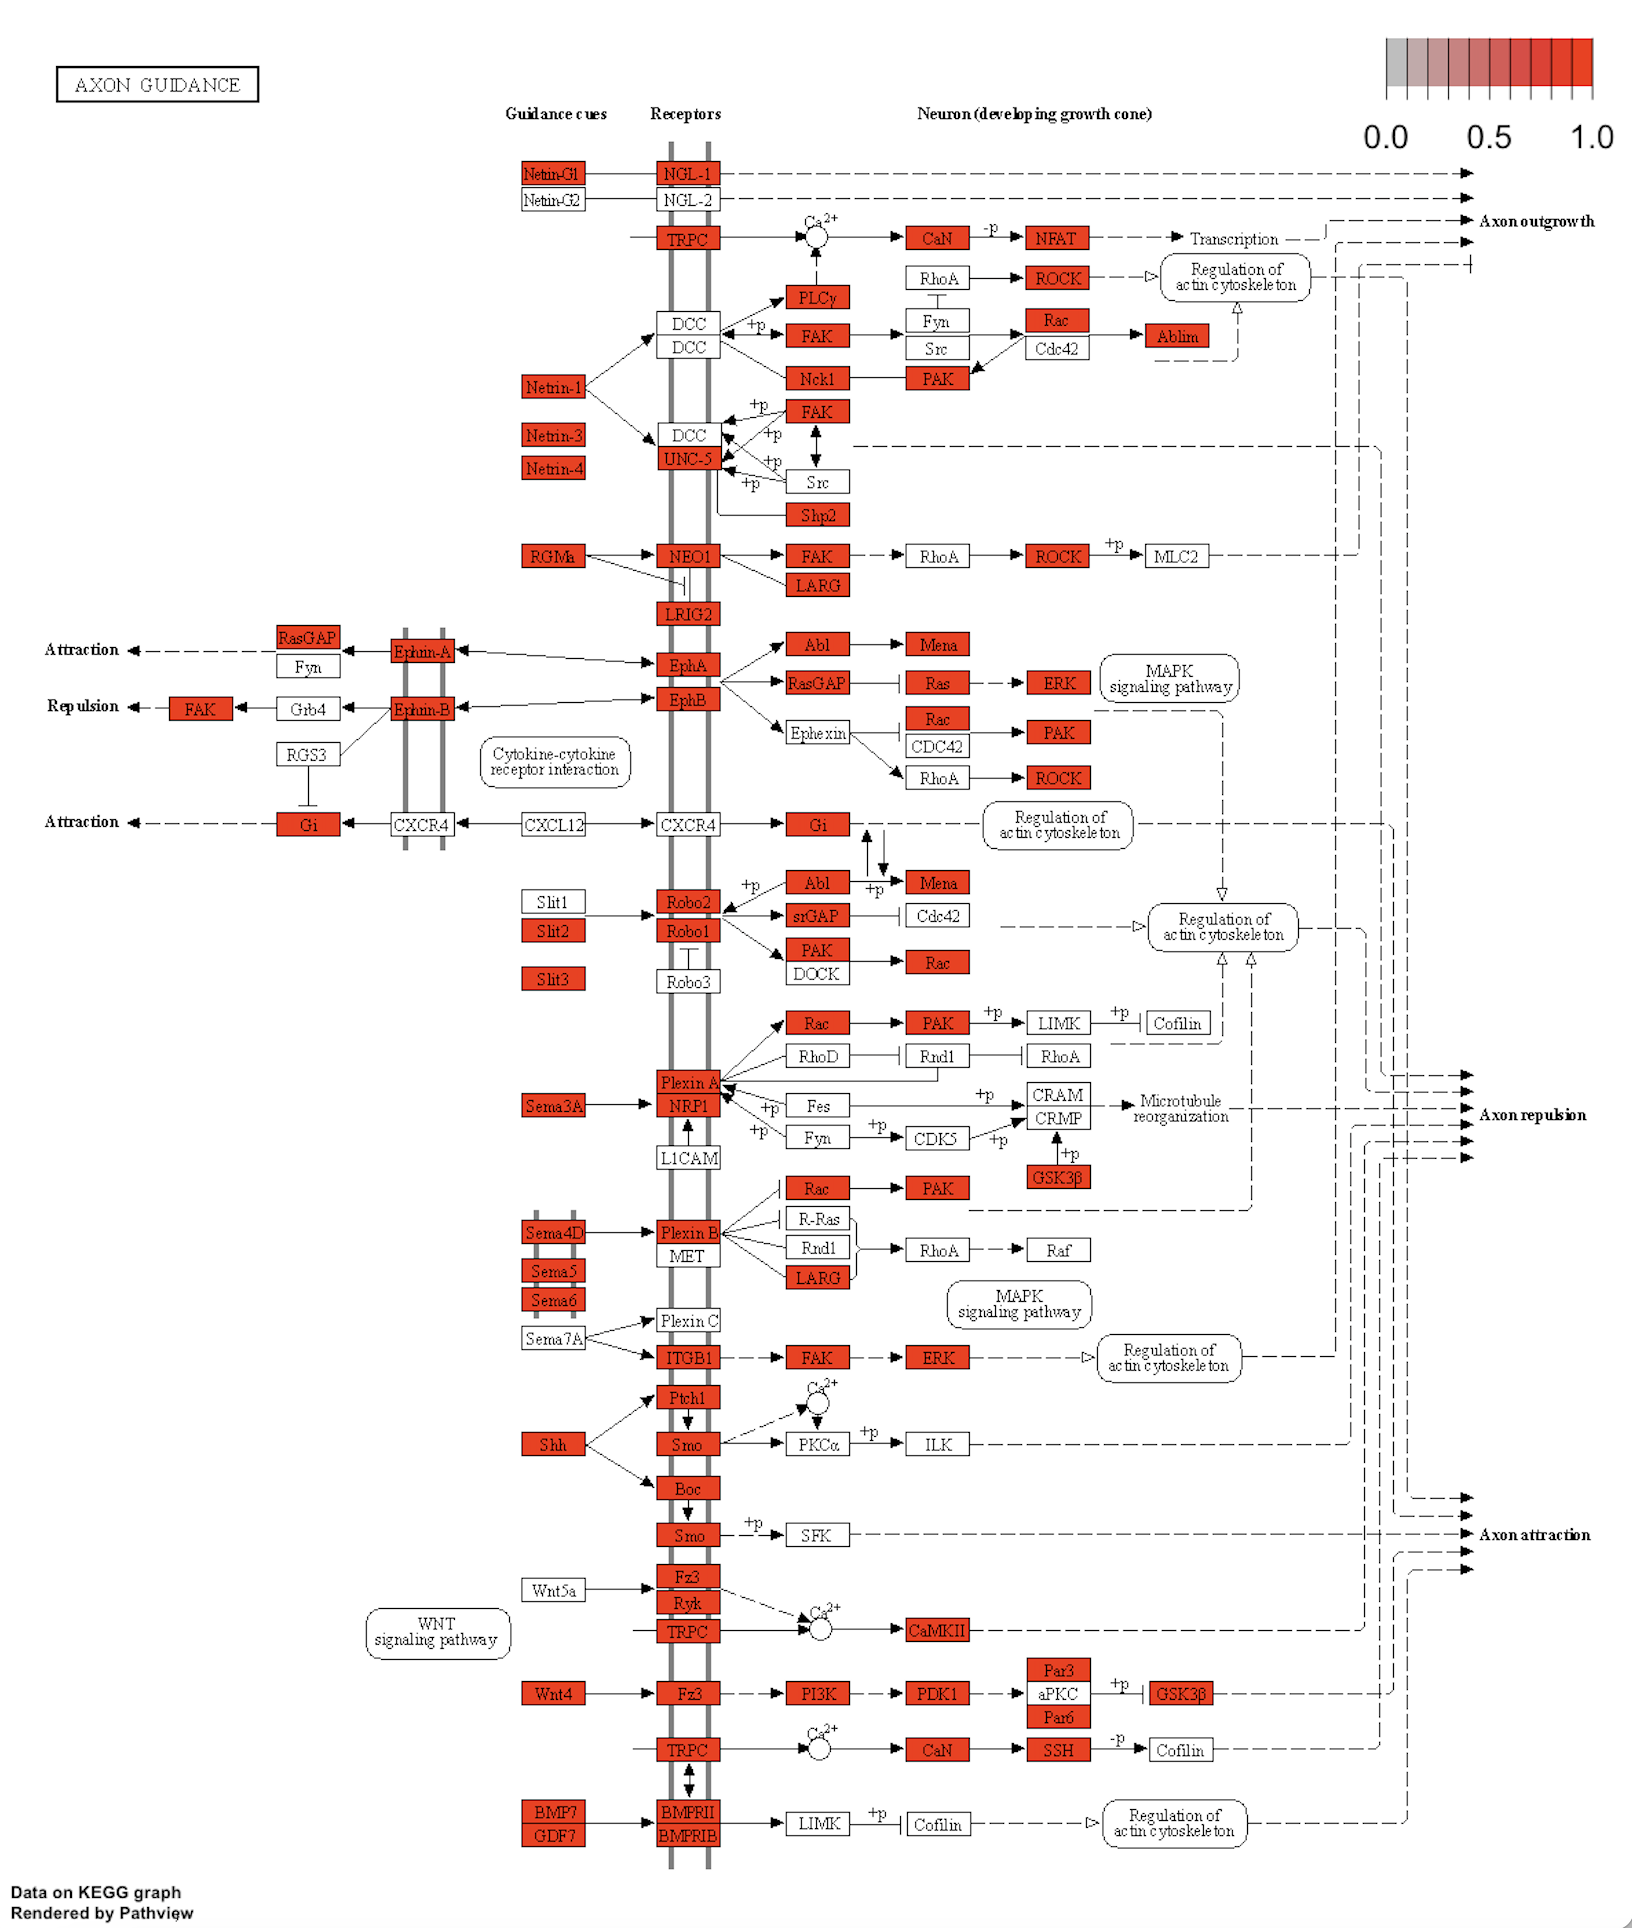 AXON GUIDANCE
0.0 0.5 1.0
Guidance cues Receptors Neuron (developing growth cone)
Netrin-G1 NGL-1
Netrin-G2 NGL-2
Axon outgrowth
Ca2+
TRPC CaN -p NFAT Transcription
RhoA ROCK Regulation of
actin cytoskeleton
PLCγ
DCC +p FAK Fyn Rac Ablim
DCC Src Cdc42
Netrin-1 Nck1 PAK
+p FAK
Netrin-3 DCC +p
Netrin-4 UNC-5 +p
+p Src
Shp2
RGMa NEO1 FAK RhoA ROCK +p MLC2
LARG
LRIG2
Attraction RasGAP Ephrin-A EphA Abl Mena
Fyn
RasGAP Ras ERK MAPK
signaling pathway
Repulsion FAK Grb4 Ephrin-B EphB
Ephexin Rac PAK
CDC42
RGS3 Cytokine-cytokine
receptor interaction
RhoA ROCK
Attraction Gi CXCR4 CXCL12 CXCR4 Gi Regulation of
actin cytoskeleton
+p Abl +p Mena
Slit1 Robo2 srGAP Cdc42 Regulation of
actin cytoskeleton
Slit2 Robo1
PAK Rac
DOCK
Slit3 Robo3
Rac PAK +p LIMK +p Cofilin
RhoD Rnd1 RhoA
Plexin A
Sema3A NRP1 +p Fes +p CRAM Microtubule
reorganization
CRMP
+p Fyn +p CDK5 +p
L1CAM +p
GSK3β
Axon repulsion
Rac PAK
Sema4D Plexin B R-Ras
MET Rnd1 RhoA Raf
Sema5 LARG
Sema6 MAPK
signaling pathway
Sema7A Plexin C
ITGB1 FAK ERK Regulation of
actin cytoskeleton
Ptch1 Ca2+
Shh Smo PKCα +p ILK
Boc
Smo +p SFK
Axon attraction
Wnt5a Fz3
Ryk Ca2+
WNT
signaling pathway
TRPC CaMKII
Wnt4 Fz3 PI3K PDK1 Par3
aPKC +p GSK3β
Par6
TRPC Ca2+ CaN SSH -p Cofilin
BMP7 BMPRII LIMK +p Cofilin Regulation of
actin cytoskeleton
GDF7 BMPRIB
Data on KEGG graph
Rendered by Pathview